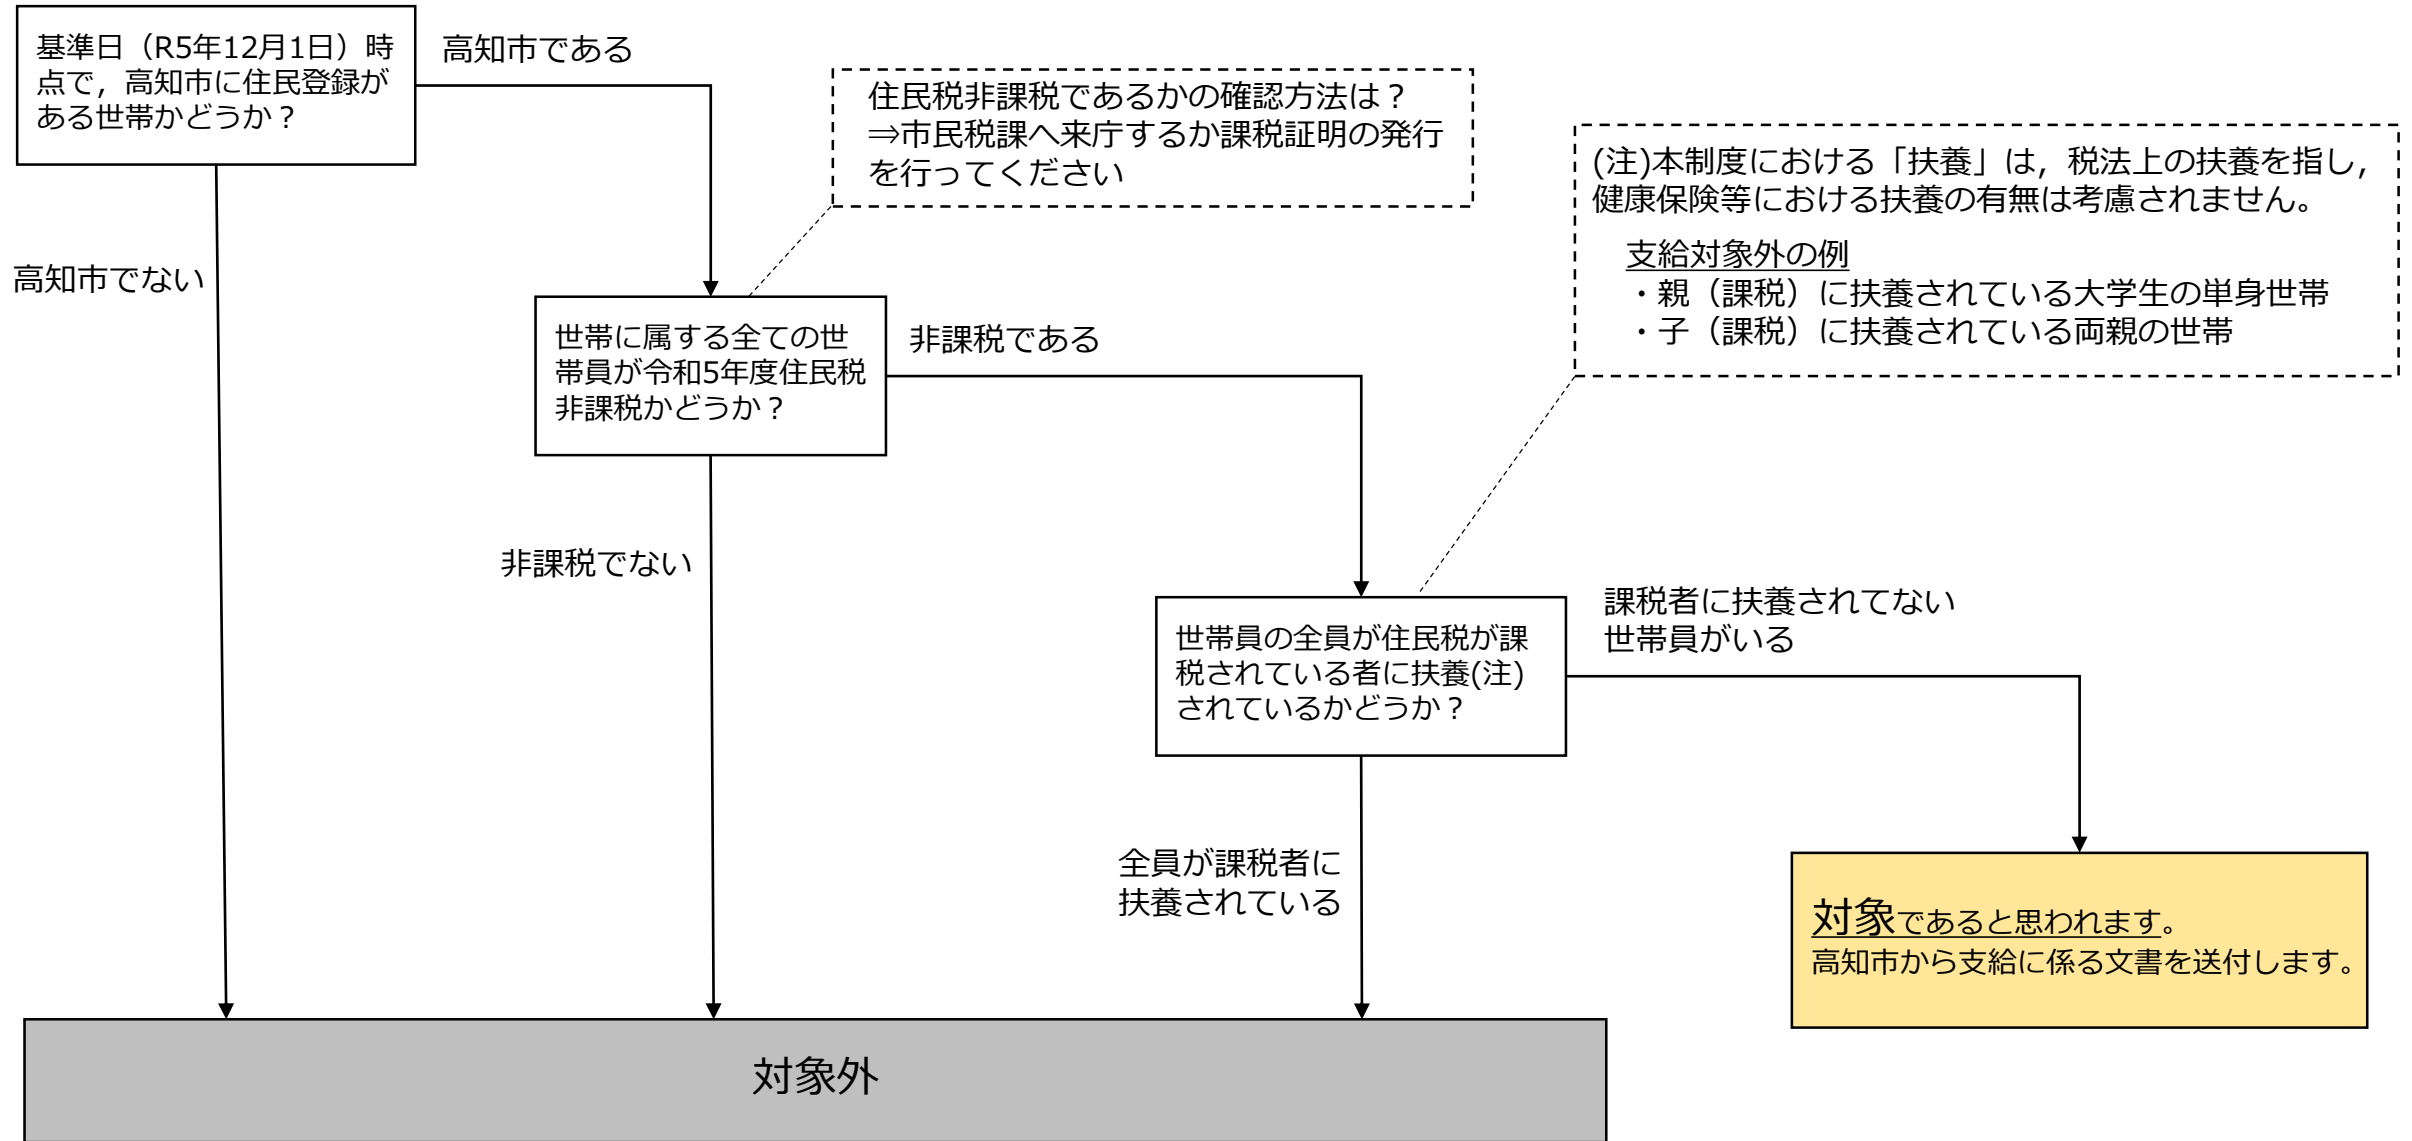 基準日（R5年12月1日）時
点で，高知市に住民登録が
ある世帯かどうか？
高知市である
高知市でない
住民税非課税であるかの確認方法は？
⇒市民税課へ来庁するか課税証明の発行
を行ってください
(注)本制度における「扶養」は，税法上の扶養を指し，
健康保険等における扶養の有無は考慮されません。
支給対象外の例
・親（課税）に扶養されている大学生の単身世帯
・子（課税）に扶養されている両親の世帯
世帯に属する全ての世
帯員が令和5年度住民税
非課税かどうか？
非課税である
非課税でない
世帯員の全員が住民税が課
税されている者に扶養(注)
されているかどうか？
課税者に扶養されてない
世帯員がいる
全員が課税者に
扶養されている
対象であると思われます。
高知市から支給に係る文書を送付します。
対象外